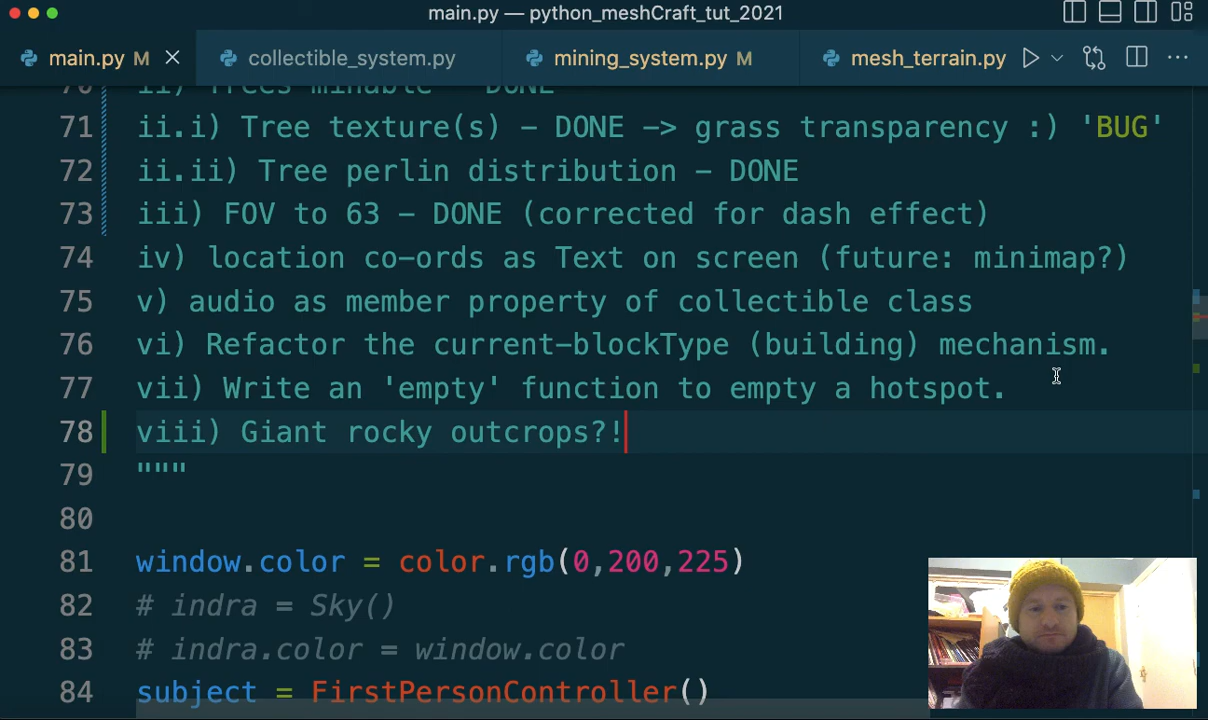 main.py — python_meshCraft_tut_2021
main.py M
collectible_system.py
mining_system.py M
mesh_terrain.py
70 ii) Trees minable - DONE
71 ii.i) Tree texture(s) - DONE -> grass transparency :) 'BUG'
72 ii.ii) Tree perlin distribution - DONE
73 iii) FOV to 63 - DONE (corrected for dash effect)
74 iv) location co-ords as Text on screen (future: minimap?)
75 v) audio as member property of collectible class
76 vi) Refactor the current-blockType (building) mechanism.
77 vii) Write an 'empty' function to empty a hotspot.
78 viii) Giant rocky outcrops?!
79 """
80
81 window.color = color.rgb(0,200,225)
82 # indra = Sky()
83 # indra.color = window.color
84 subject = FirstPersonController()